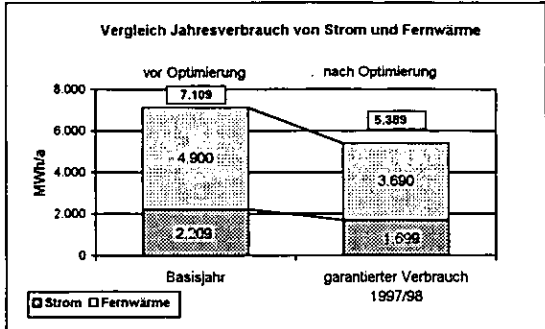 Vergleich Jahresverbrauch von Strom und Fernwärme
vor Optimierung
nach Optimierung
7.109
5.389
8.000
6.000
4.000
2.000
0
MWh/a
4.900
3.690
2.209
1.699
Basisjahr
garantierter Verbrauch
1997/98
Strom Fernwärme